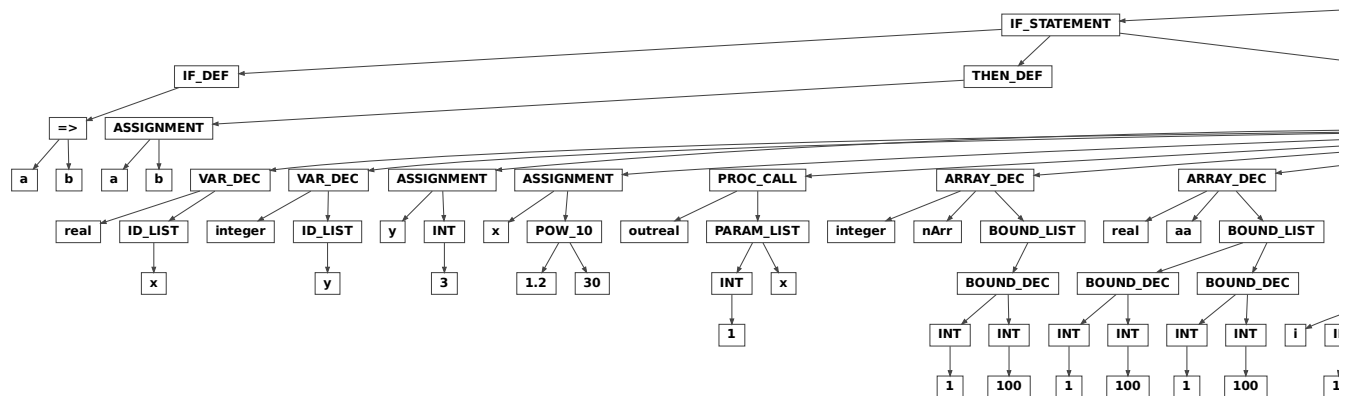 IF_STATEMENT
IF_DEF THEN_DEF
=> ASSIGNMENT
a b a b VAR_DEC VAR_DEC ASSIGNMENT ASSIGNMENT PROC_CALL ARRAY_DEC ARRAY_DEC
real ID_LIST integer ID_LIST y INT x POW_10 outreal PARAM_LIST integer nArr BOUND_LIST real aa BOUND_LIST
x y 3 1.2 30 INT x BOUND_DEC BOUND_DEC BOUND_DEC
1 INT INT INT INT INT INT i
1 100 1 100 1 100